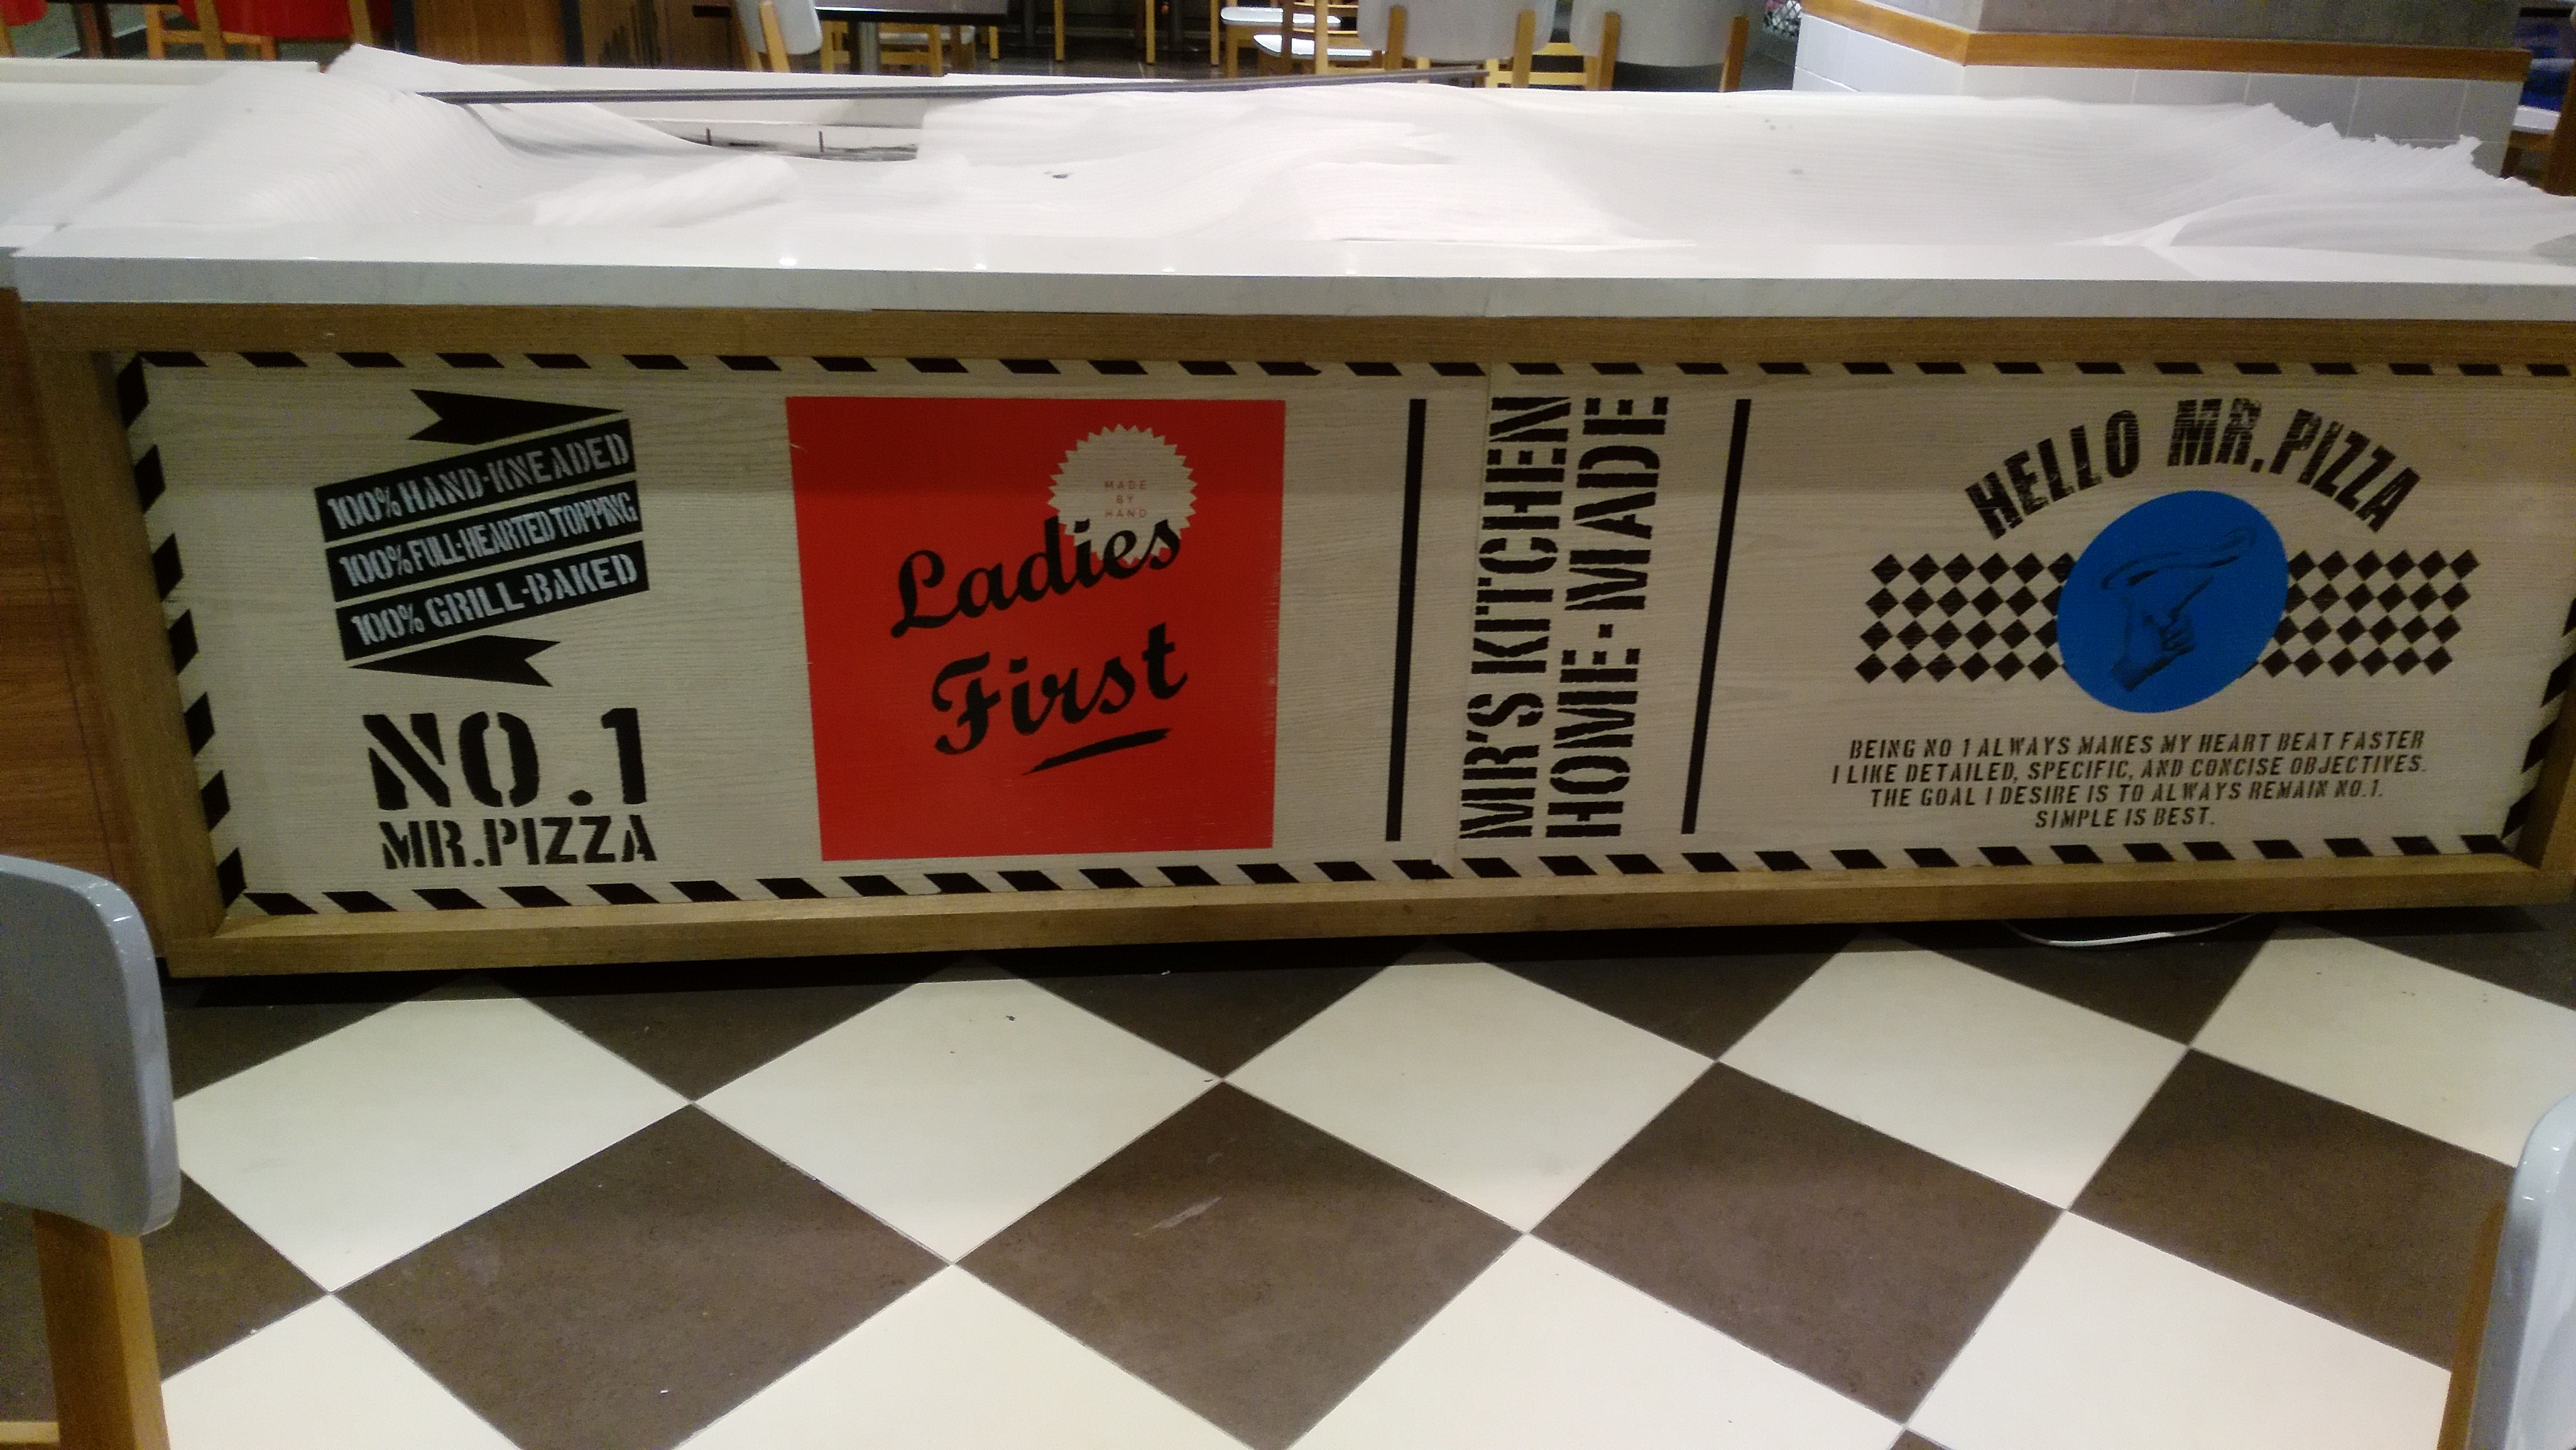 100% HAND-KNEADED
100% FULL-HEARTED TOPPING
100% GRILL-BAKED
NO.1
MR.PIZZA
MADE
BY
HAND
Ladies
First
MR'S KITCHEN
HOME-MADE
HELLO MR.PIZZA
BEING NO 1 ALWAYS MAKES MY HEART BEAT FASTER
I LIKE DETAILED, SPECIFIC, AND CONCISE OBJECTIVES.
THE GOAL I DESIRE IS TO ALWAYS REMAIN NO.1.
SIMPLE IS BEST.